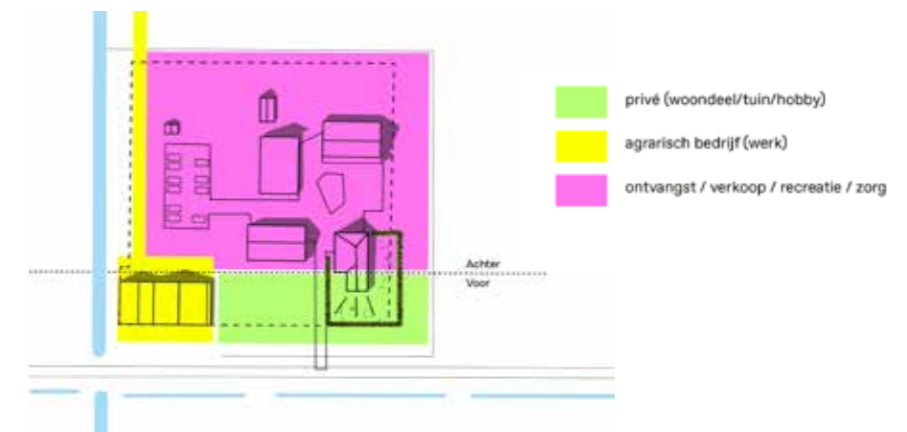 privé (woondeel/tuin/hobby)
agrarisch bedrijf (werk)
ontvangst / verkoop / recreatie / zorg
Achter
Voor